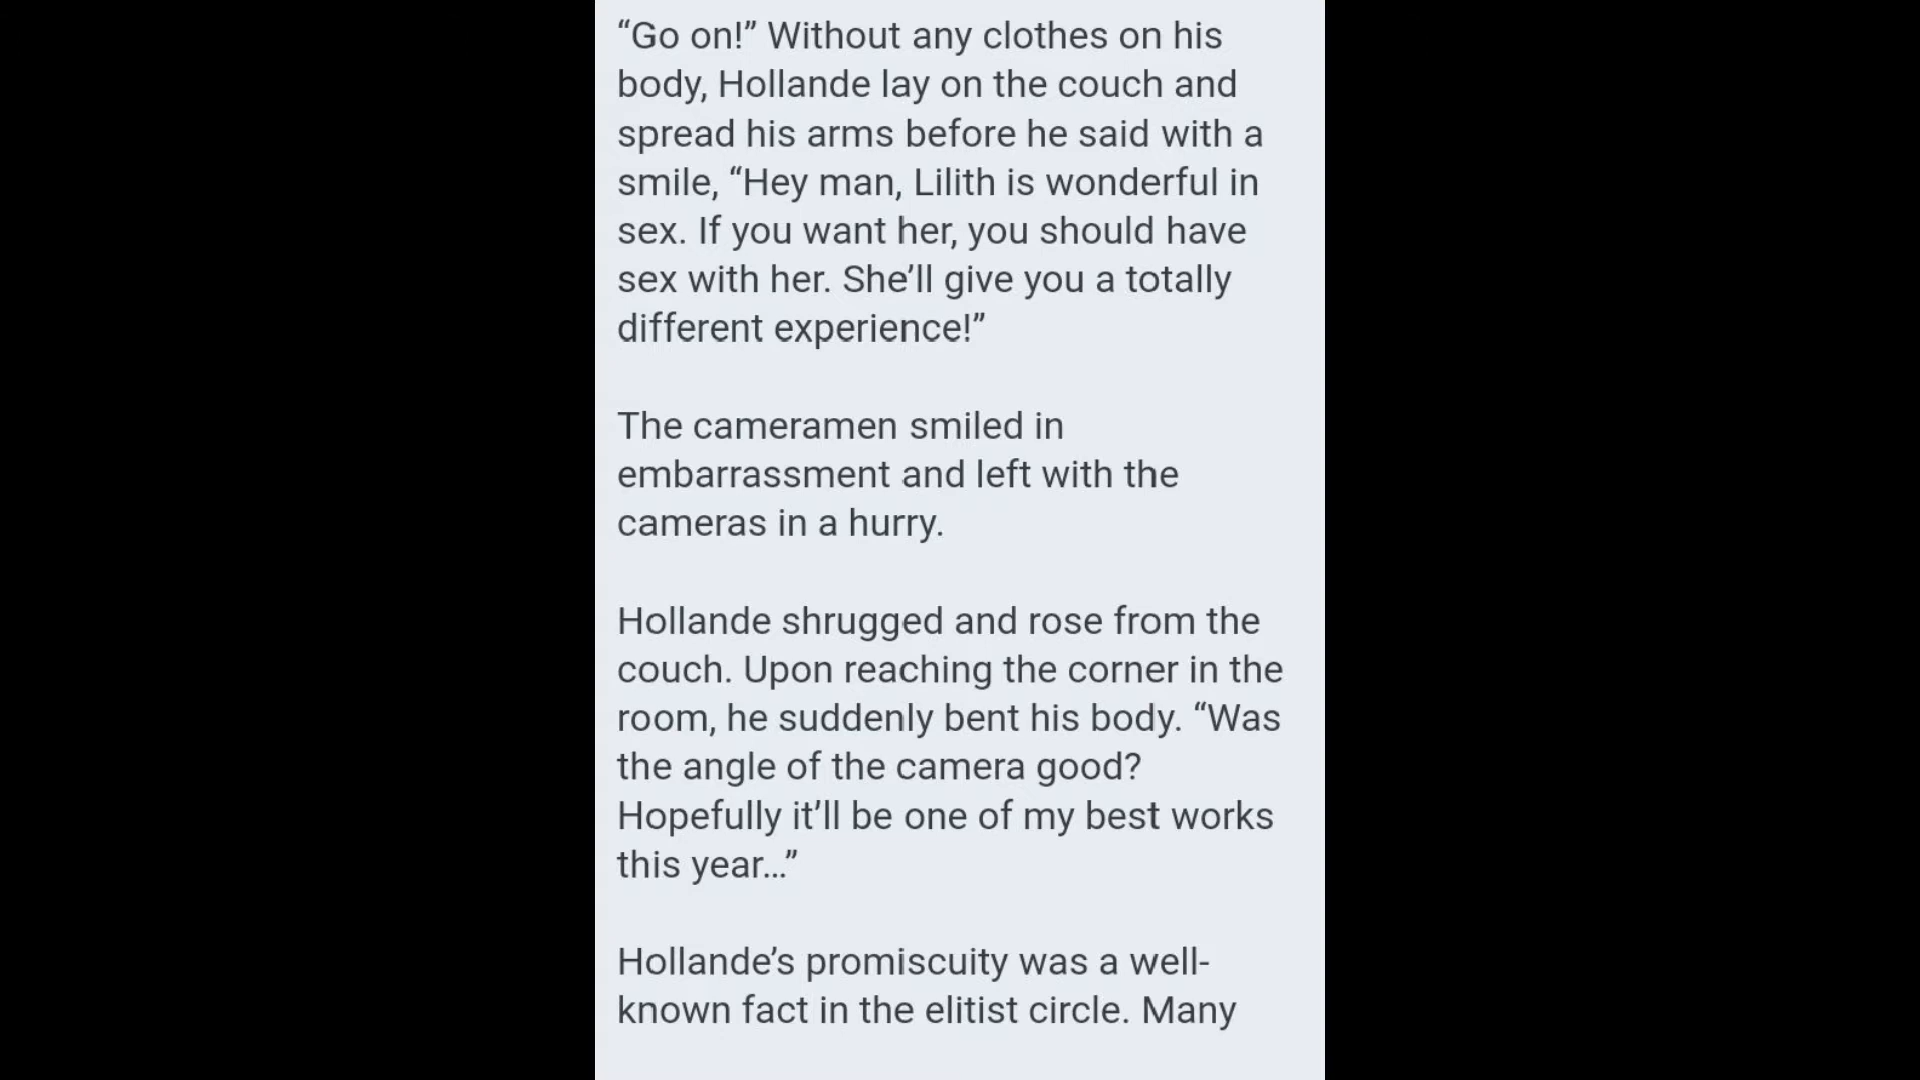 “Go on!” Without any clothes on his
body, Hollande lay on the couch and
spread his arms before he said with a
smile, “Hey man, Lilith is wonderful in
sex. If you want her, you should have
sex with her. She’ll give you a totally
different experience!”
The cameramen smiled in
embarrassment and left with the
cameras in a hurry.
Hollande shrugged and rose from the
couch. Upon reaching the corner in the
room, he suddenly bent his body. “Was
the angle of the camera good?
Hopefully it’ll be one of my best works
this year…”
Hollande’s promiscuity was a well-
known fact in the elitist circle. Many